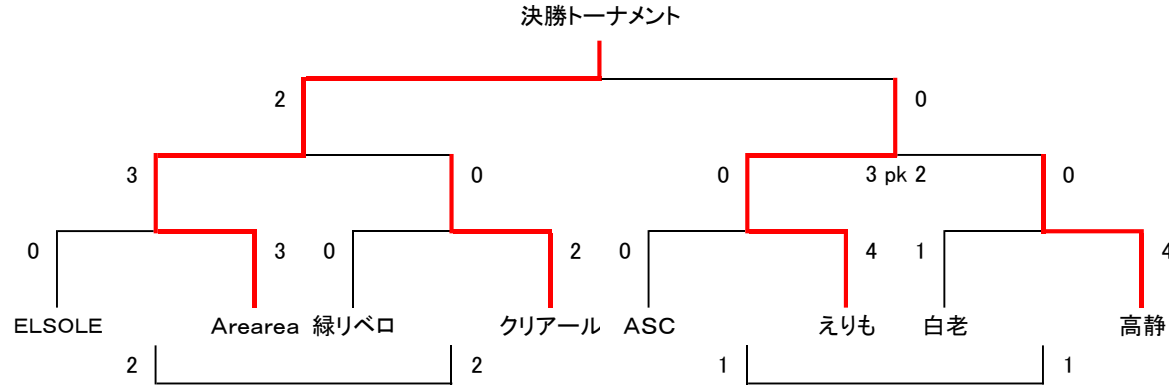 決勝トーナメント
2 0
3 0 0 3 pk 2 0
0 3 0 2 0 4 1 4
ELSOLE Arearea 緑リベロ クリアール ASC えりも 白老 高静
2 2 1 1